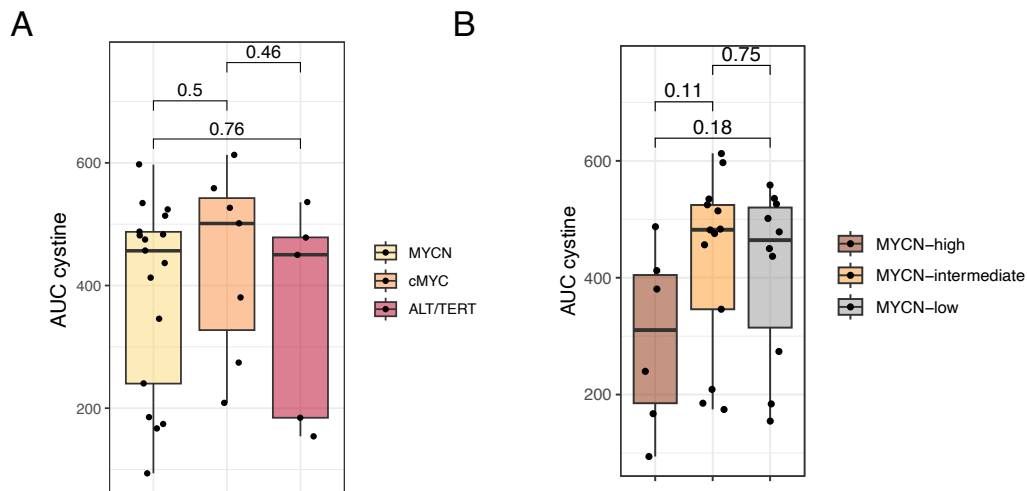 A
0.46
0.5
0.76
600
400
200
AUC cystine
MYCN
cMYC
ALT/TERT
B
0.75
0.11
0.18
600
400
200
AUC cystine
MYCN−high
MYCN−intermediate
MYCN−low